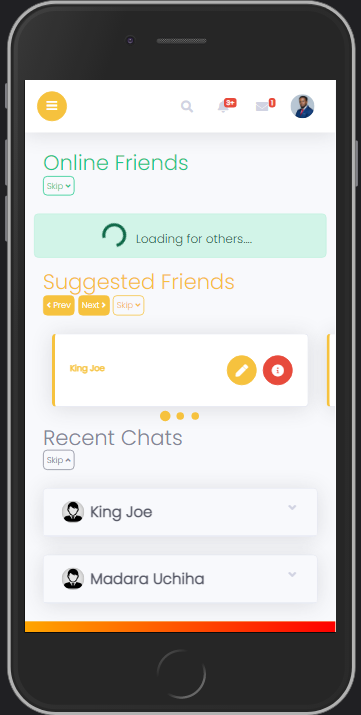 3+
1
Online Friends
Skip
Loading for others....
Suggested Friends
Prev Next Skip
King Joe
Recent Chats
Skip
King Joe
Madara Uchiha